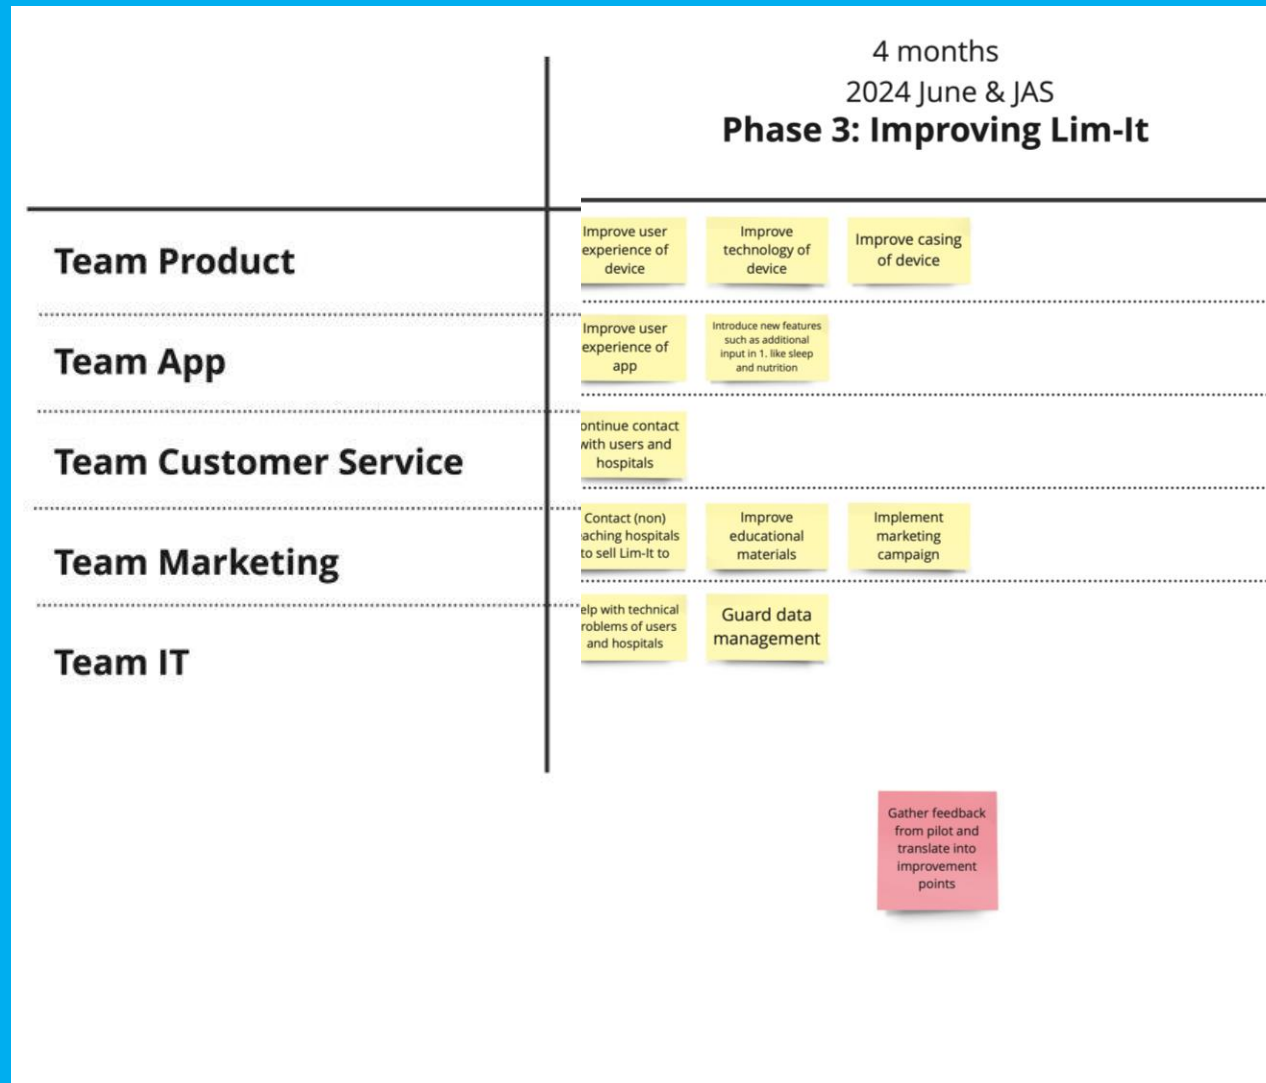 4 months
2024 June & JAS
Phase 3: Improving Lim-It
Team Product
Improve user
experience of
device
Improve
technology of
device
Improve casing
of device
Team App
Improve user
experience of
app
Introduce new features
such as additional
input in 1. like sleep
and nutrition
Team Customer Service
ontinue contact
with users and
hospitals
Team Marketing
Contact (non)
aching hospitals
to sell Lim-It to
Improve
educational
materials
Implement
marketing
campaign
Team IT
elp with technical
roblems of users
and hospitals
Guard data
management
Gather feedback
from pilot and
translate into
improvement
points